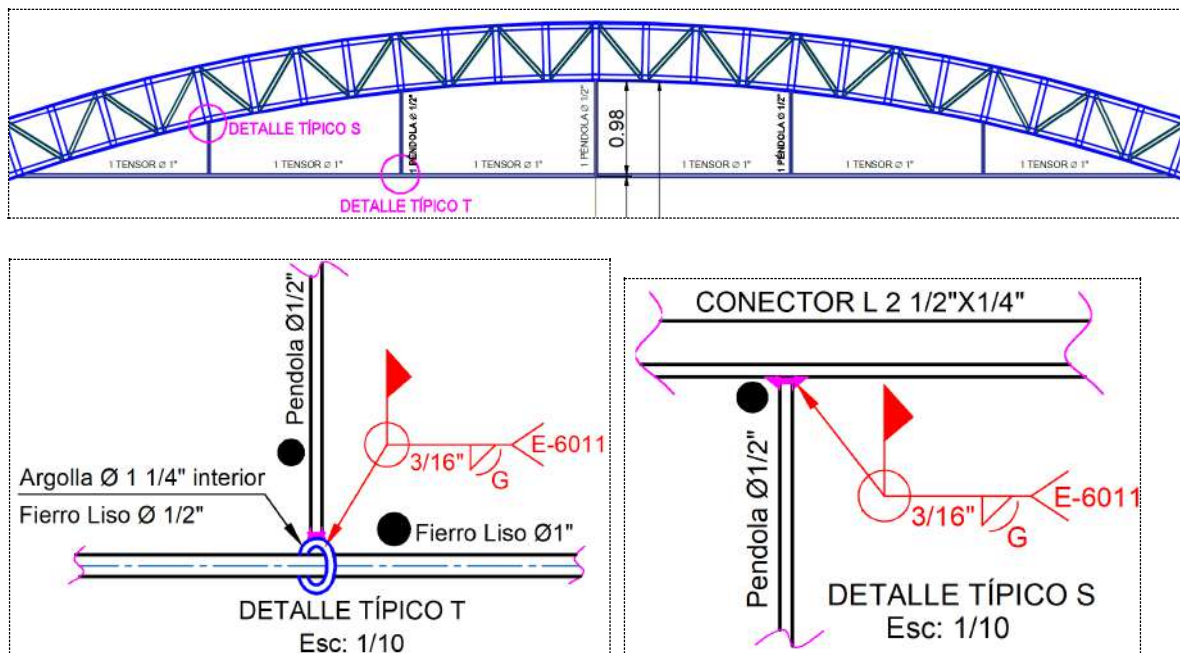 DETALLE TÍPICO S
1 PÉNDOLA Ø 1/2"
1 PÉNDOLA Ø 1/2"
0.98
1 PÉNDOLA Ø 1/2"
1 TENSOR Ø 1"
1 TENSOR Ø 1"
1 TENSOR Ø 1"
1 TENSOR Ø 1"
1 TENSOR Ø 1"
1 TENSOR Ø 1"
DETALLE TÍPICO T
Pendola Ø1/2"
E-6011
3/16"
G
Argolla Ø 1 1/4" interior
Fierro Liso Ø 1/2"
Fierro Liso Ø1"
DETALLE TÍPICO T
Esc: 1/10
CONECTOR L 2 1/2"X1/4"
Pendola Ø1/2"
E-6011
3/16"
G
DETALLE TÍPICO S
Esc: 1/10